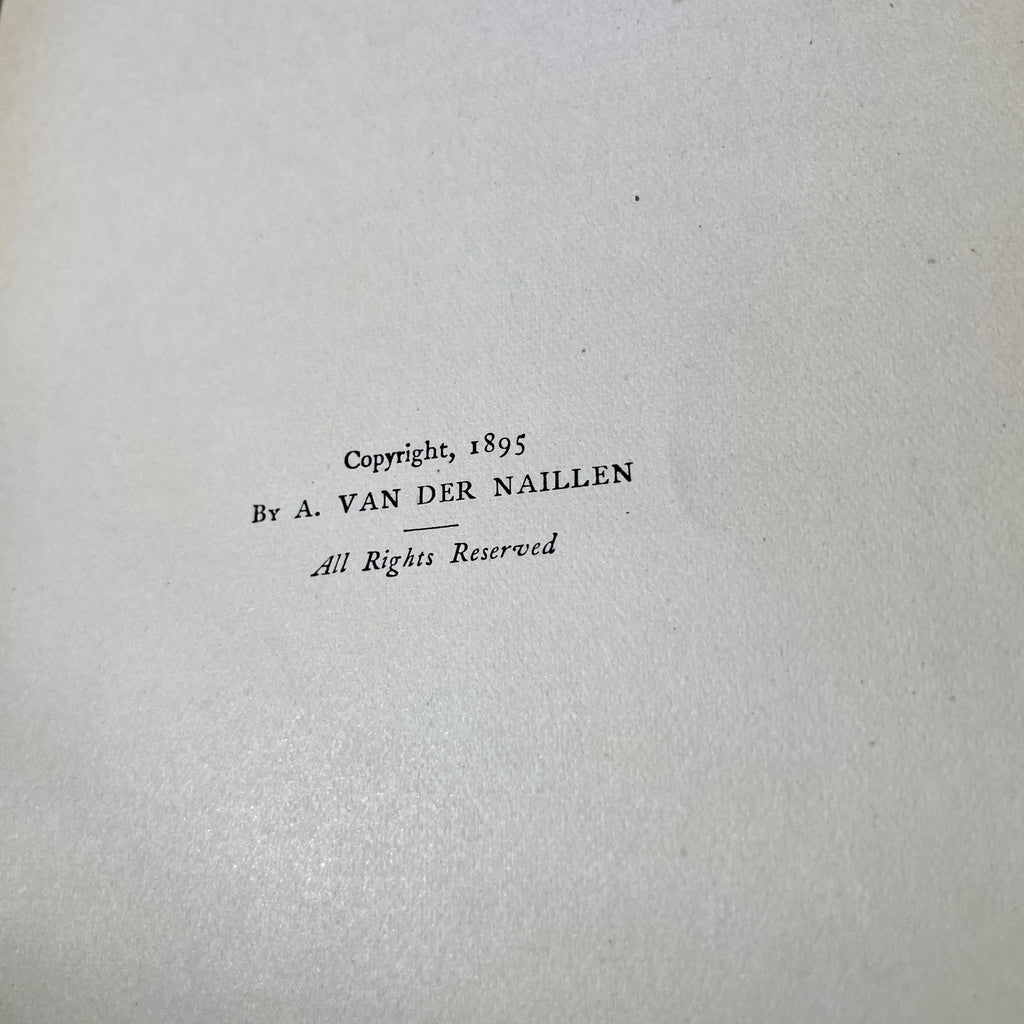 Copyright, 1895
By A. VAN DER NAILLEN
All Rights Reserved